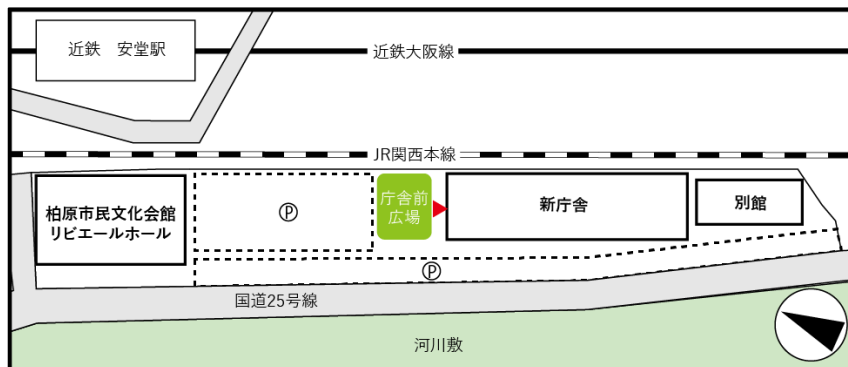 近鉄　安堂駅
近鉄大阪線
JR関西本線
柏原市民文化会館
リビエールホール
Ⓟ
庁舎前
広場
新庁舎
別館
Ⓟ
国道25号線
河川敷